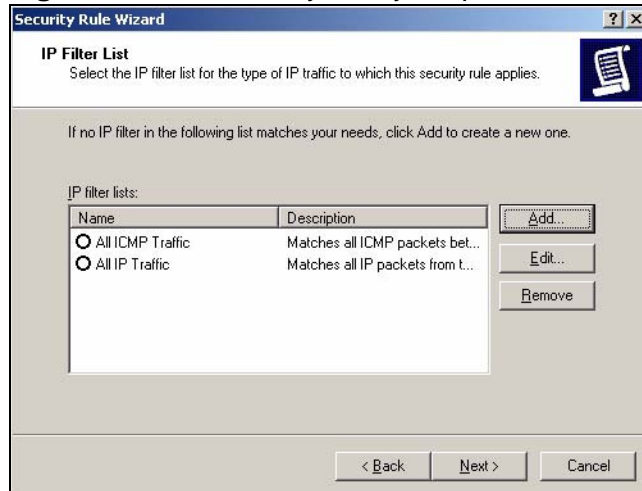 Security Rule Wizard
IP Filter List
Select the IP filter list for the type of IP traffic to which this security rule applies.
If no IP filter in the following list matches your needs, click Add to create a new one.
IP filter lists:
Name Description
All ICMP Traffic Matches all ICMP packets bet...
All IP Traffic Matches all IP packets from t...
Add...
Edit...
Remove
< Back Next > Cancel